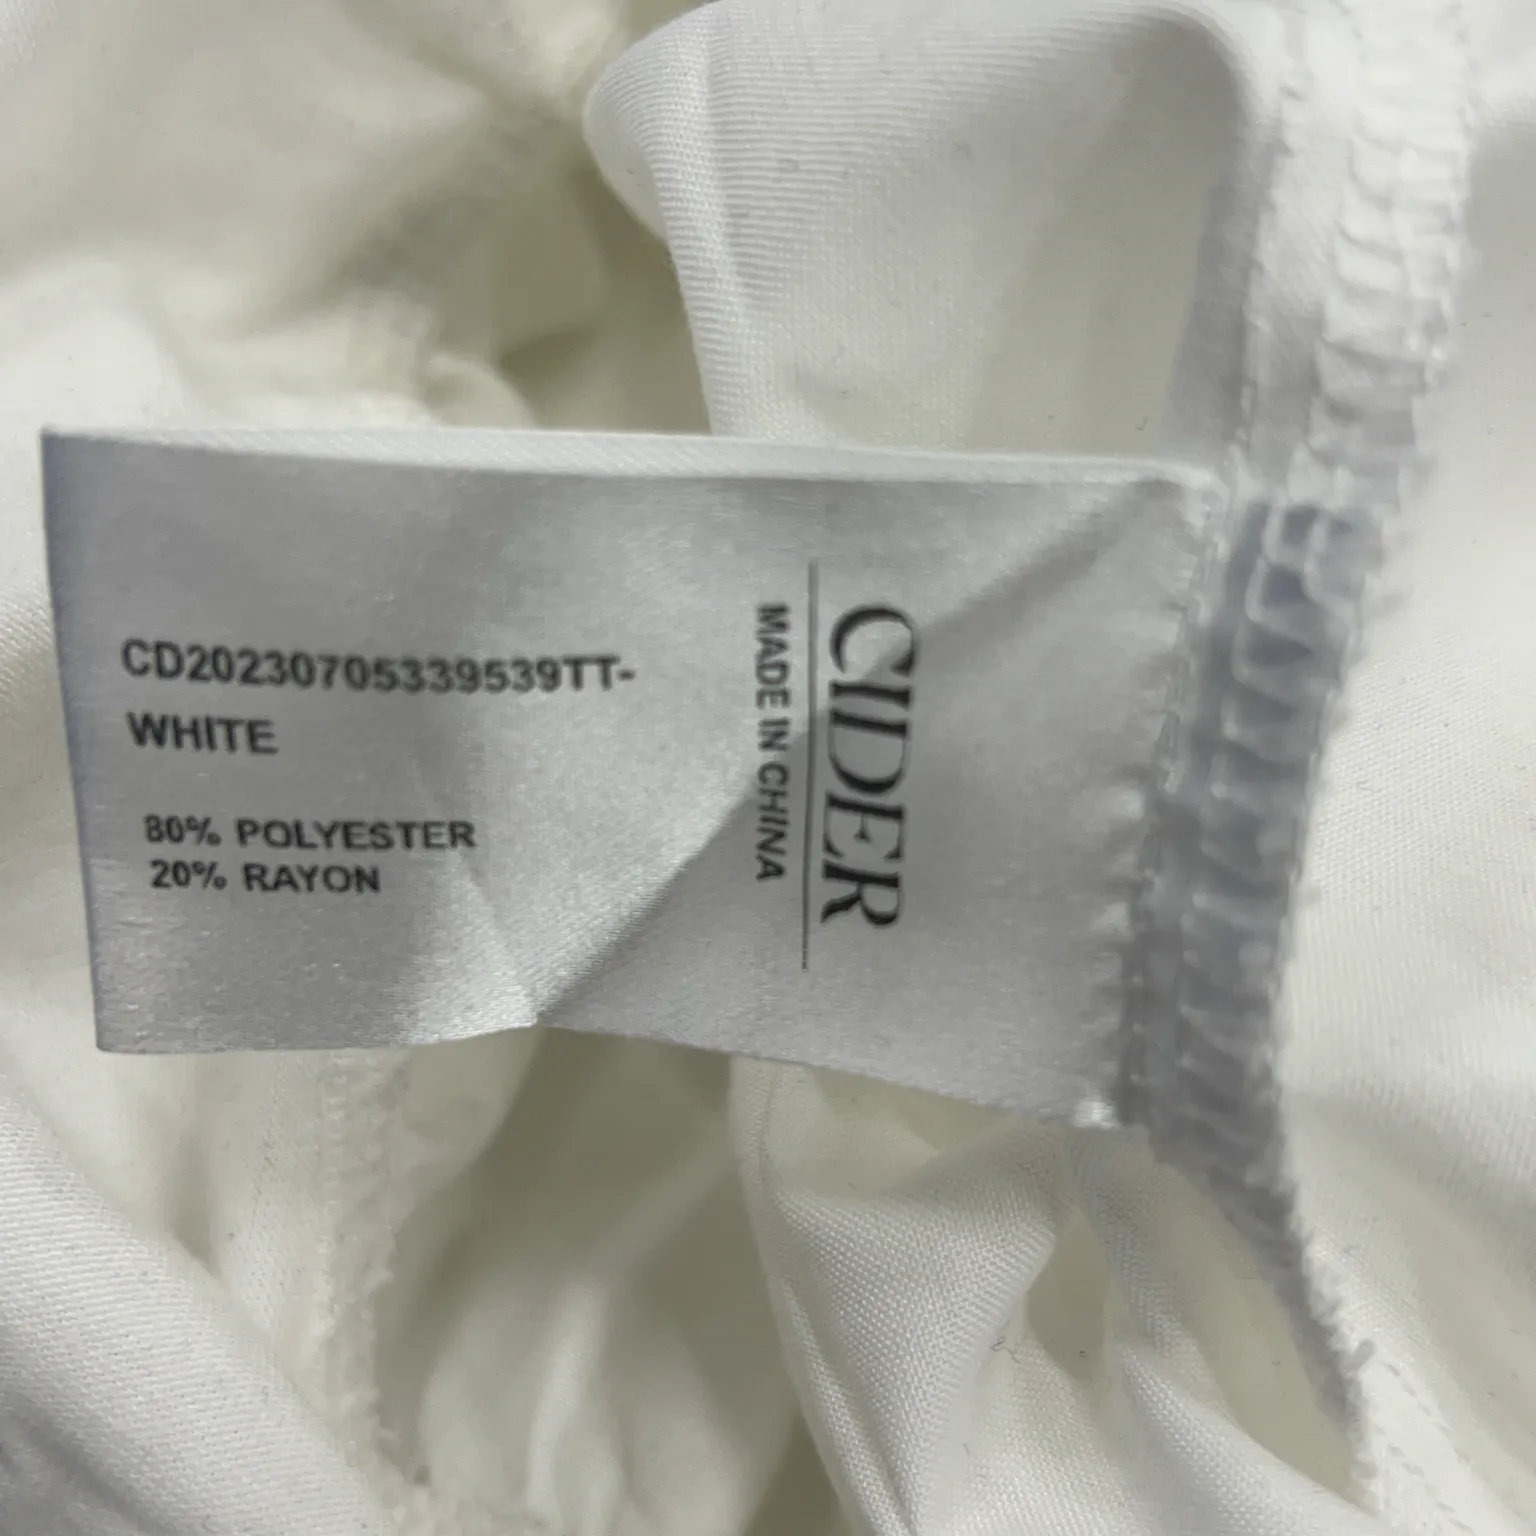 CIDER
MADE IN CHINA
CD20230705339539TT-
WHITE
80% POLYESTER
20% RAYON